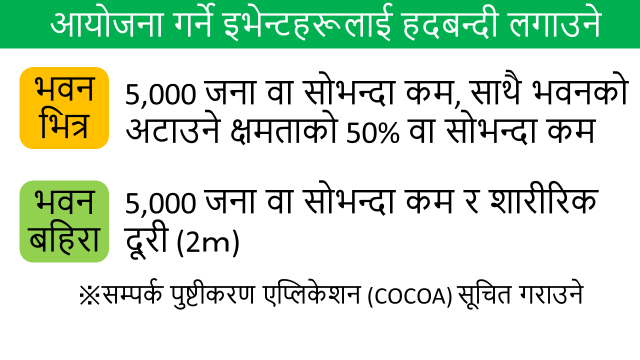 आयोजना गर्ने इभेन्टहरूलाई हदबन्दी लगाउने
भवन
भित्र
5,000 जना वा सोभन्दा कम, साथै भवनको
अटाउने क्षमताको 50% वा सोभन्दा कम
भवन
बहिरा
5,000 जना वा सोभन्दा कम र शारीरिक
दूरी (2m)
※सम्पर्क पुष्टीकरण एप्लिकेशन (COCOA) सूचित गराउने